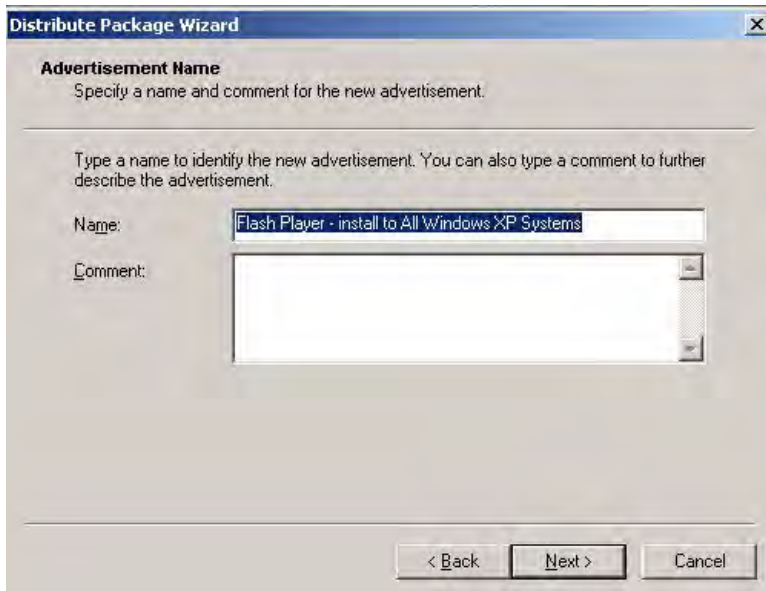 Distribute Package Wizard
Advertisement Name
Specify a name and comment for the new advertisement.
Type a name to identify the new advertisement. You can also type a comment to further
describe the advertisement.
Name:
Flash Player - install to All Windows XP Systems
Comment:
< Back
Next >
Cancel